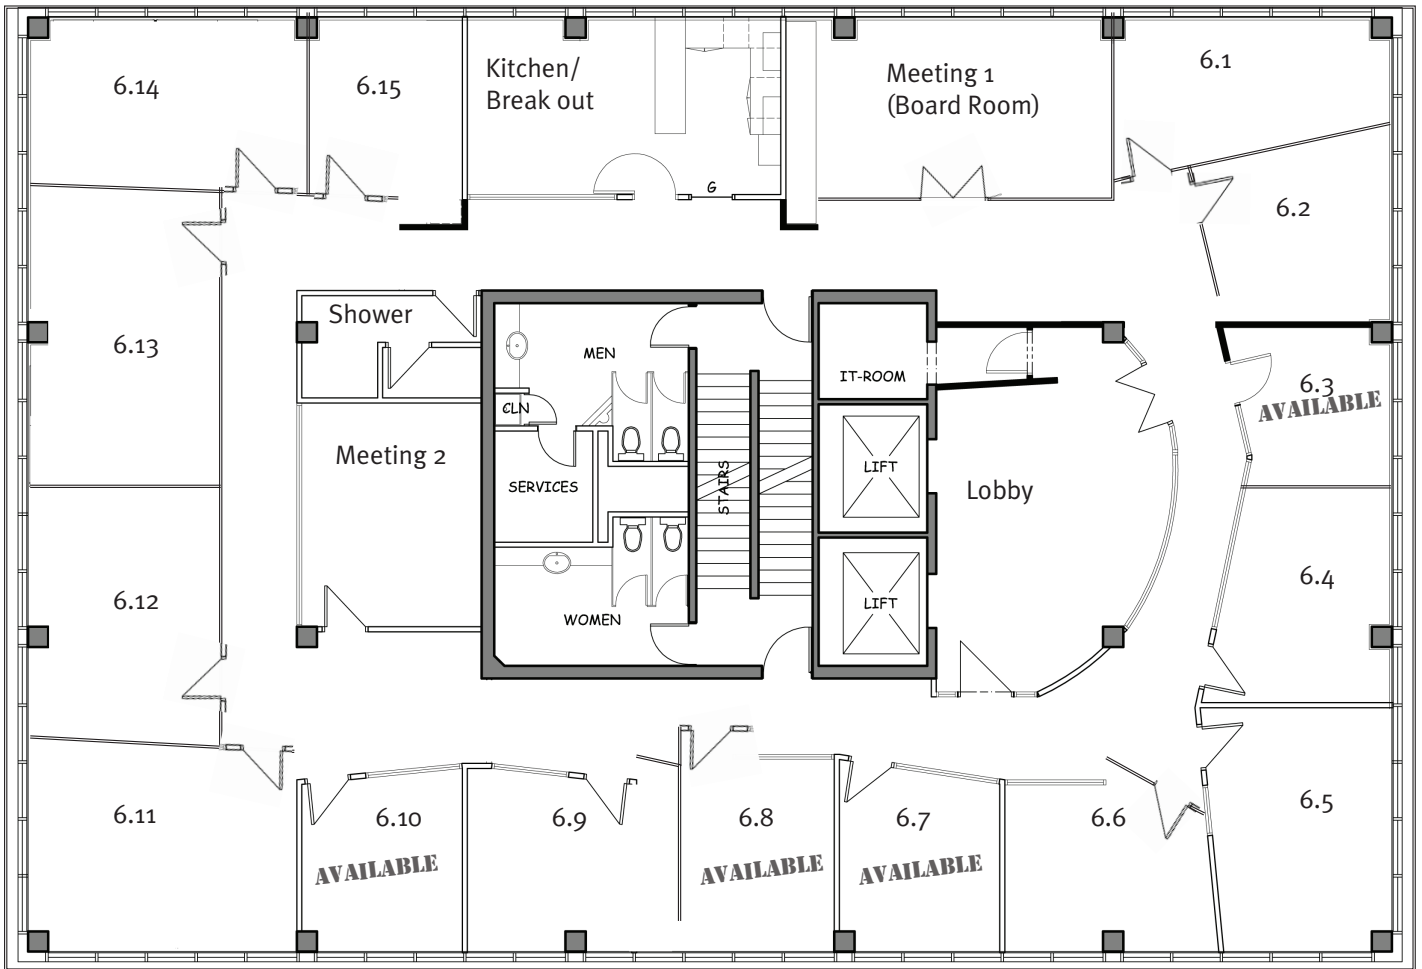 6.14
6.15
Kitchen/
Break out
G
Meeting 1
(Board Room)
6.1
6.2
6.13
Shower
MEN
CLN
SERVICES
STAIRS
IT-ROOM
LIFT
LIFT
Lobby
6.3
AVAILABLE
Meeting 2
WOMEN
6.4
6.12
6.11
6.10
AVAILABLE
6.9
6.8
AVAILABLE
6.7
AVAILABLE
6.6
6.5